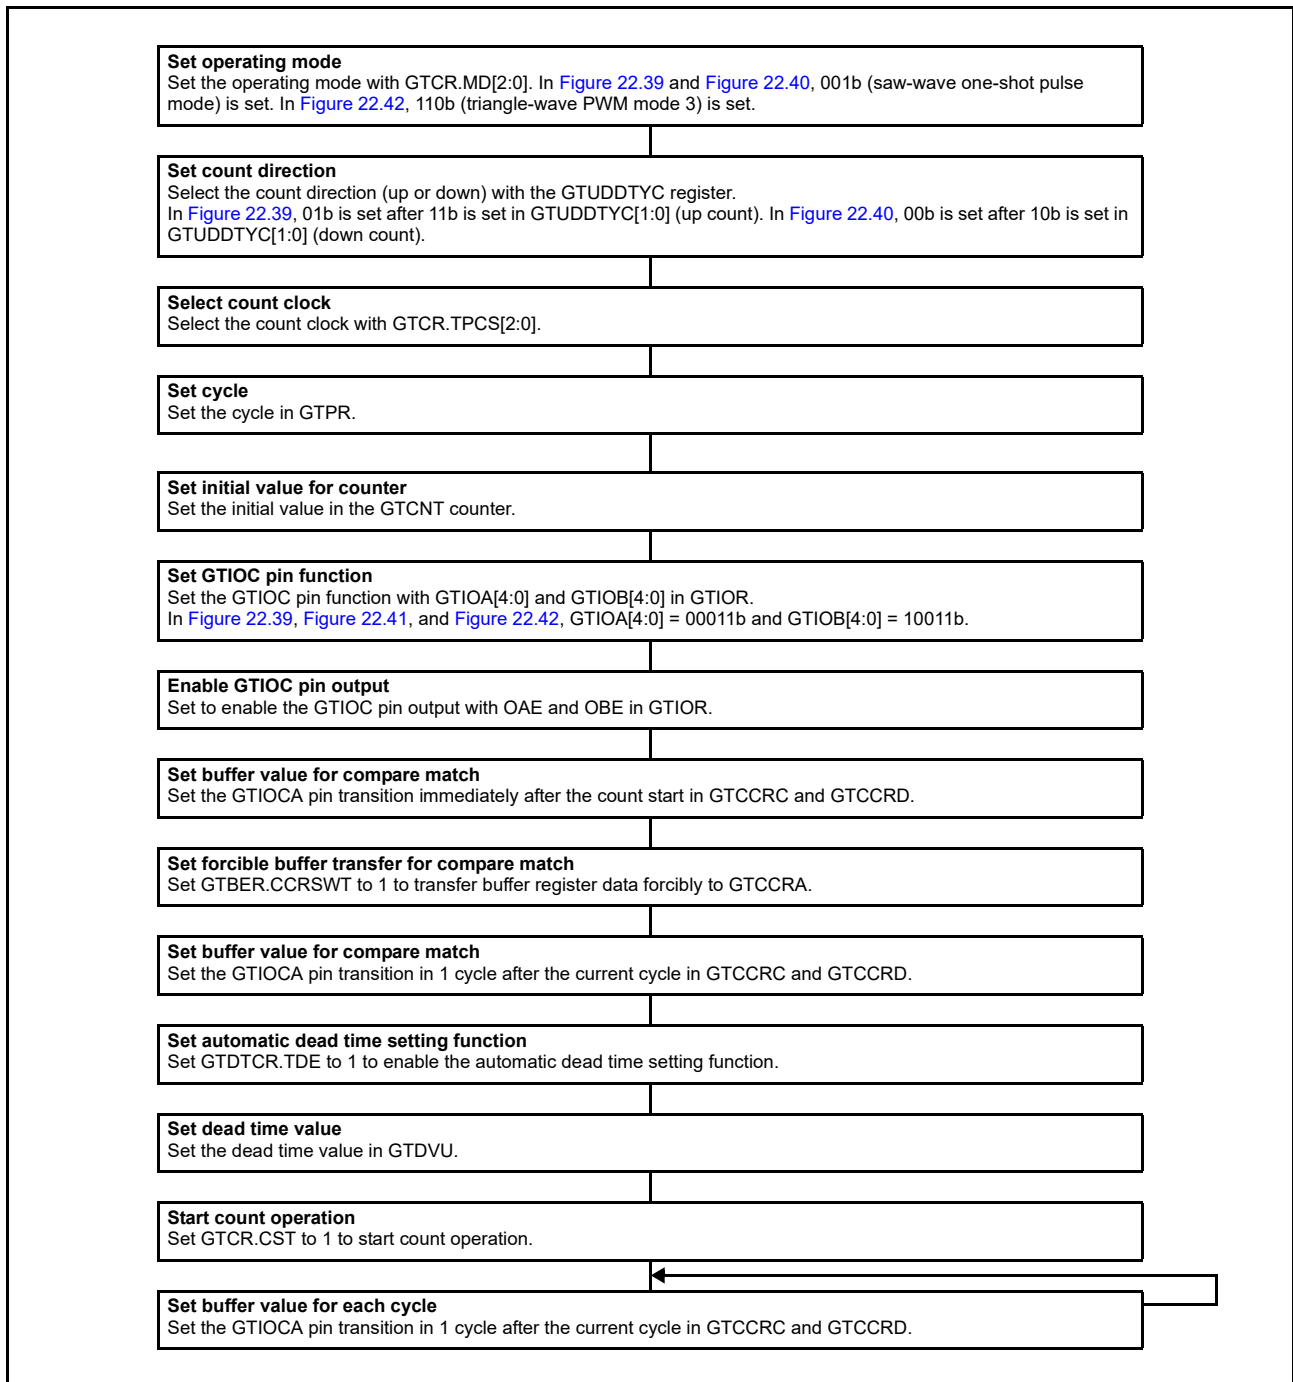 Set operating mode
Set the operating mode with GTCR.MD[2:0]. In Figure 22.39 and Figure 22.40, 001b (saw-wave one-shot pulse
mode) is set. In Figure 22.42, 110b (triangle-wave PWM mode 3) is set.
Set count direction
Select the count direction (up or down) with the GTUDDTYC register.
In Figure 22.39, 01b is set after 11b is set in GTUDDTYC[1:0] (up count). In Figure 22.40, 00b is set after 10b is set in
GTUDDTYC[1:0] (down count).
Select count clock
Select the count clock with GTCR.TPCS[2:0].
Set cycle
Set the cycle in GTPR.
Set initial value for counter
Set the initial value in the GTCNT counter.
Set GTIOC pin function
Set the GTIOC pin function with GTIOA[4:0] and GTIOB[4:0] in GTIOR.
In Figure 22.39, Figure 22.41, and Figure 22.42, GTIOA[4:0] = 00011b and GTIOB[4:0] = 10011b.
Enable GTIOC pin output
Set to enable the GTIOC pin output with OAE and OBE in GTIOR.
Set buffer value for compare match
Set the GTIOCA pin transition immediately after the count start in GTCCRC and GTCCRD.
Set forcible buffer transfer for compare match
Set GTBER.CCRSWT to 1 to transfer buffer register data forcibly to GTCCRA.
Set buffer value for compare match
Set the GTIOCA pin transition in 1 cycle after the current cycle in GTCCRC and GTCCRD.
Set automatic dead time setting function
Set GTDTCR.TDE to 1 to enable the automatic dead time setting function.
Set dead time value
Set the dead time value in GTDVU.
Start count operation
Set GTCR.CST to 1 to start count operation.
Set buffer value for each cycle
Set the GTIOCA pin transition in 1 cycle after the current cycle in GTCCRC and GTCCRD.